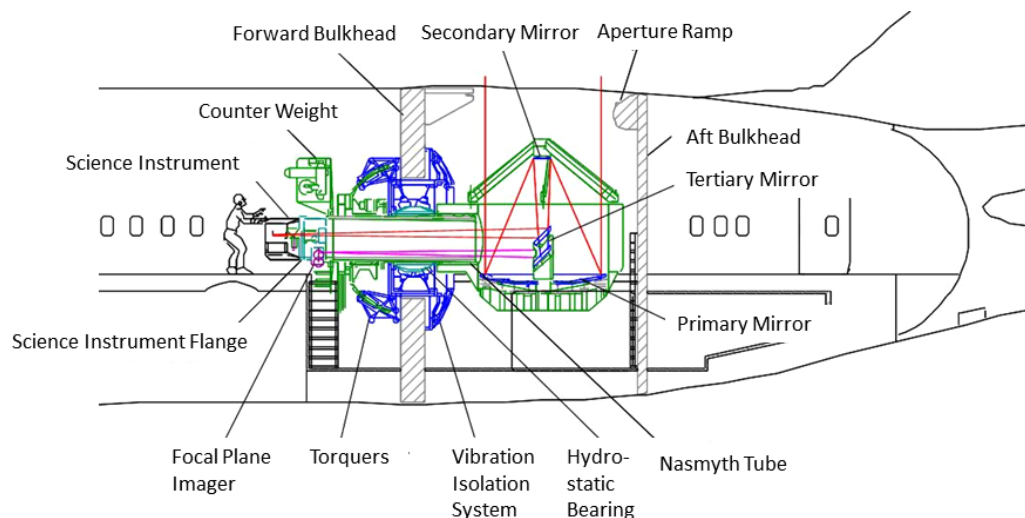 Forward Bulkhead
Secondary Mirror
Aperture Ramp
Counter Weight
Aft Bulkhead
Science Instrument
Tertiary Mirror
Science Instrument Flange
Primary Mirror
Focal Plane
Imager
Torquers
Vibration
Isolation
System
Hydro-
static
Bearing
Nasmyth Tube